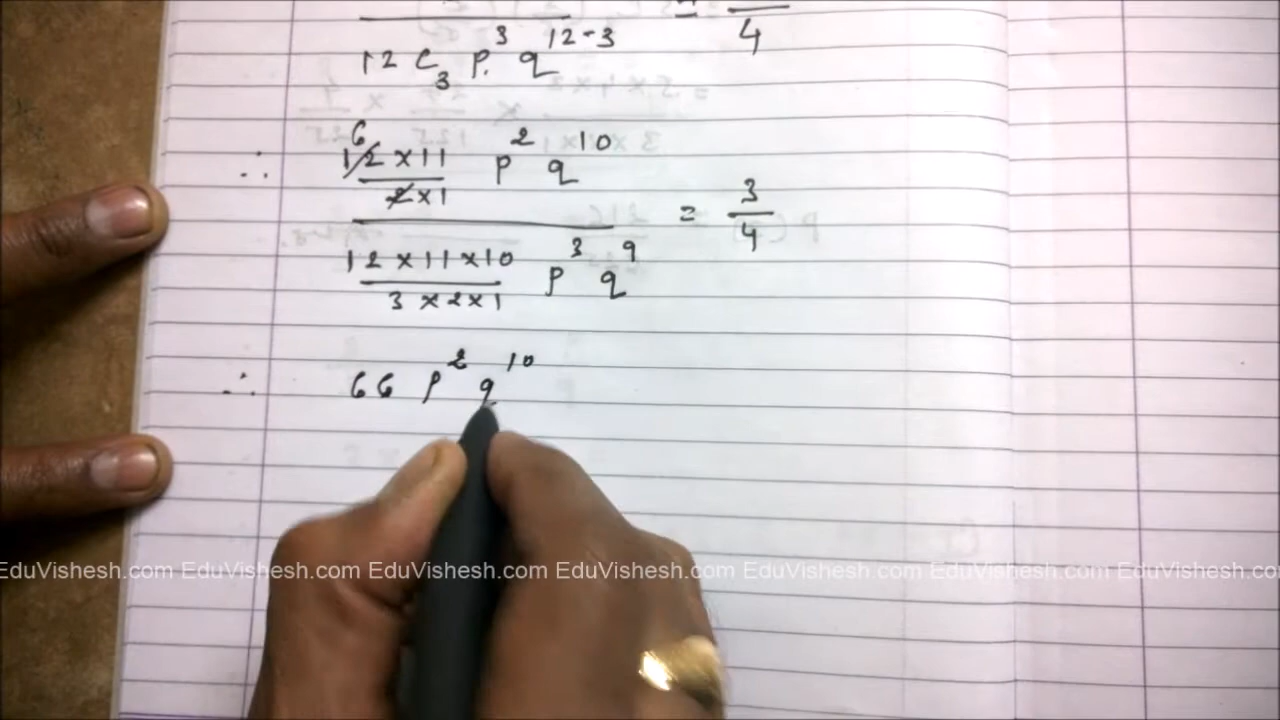 4
12 C₃ p³ q¹²⁻³
∴ 12 × 11 p² q¹⁰
6
2 × 1
= 3
4
12 × 11 × 10 p³ q⁹
3 × 2 × 1
∴ 66 p² q¹⁰
EduVishesh.com EduVishesh.com EduVishesh.com EduVishesh.com EduVishesh.com EduVishesh.com EduVishesh.com